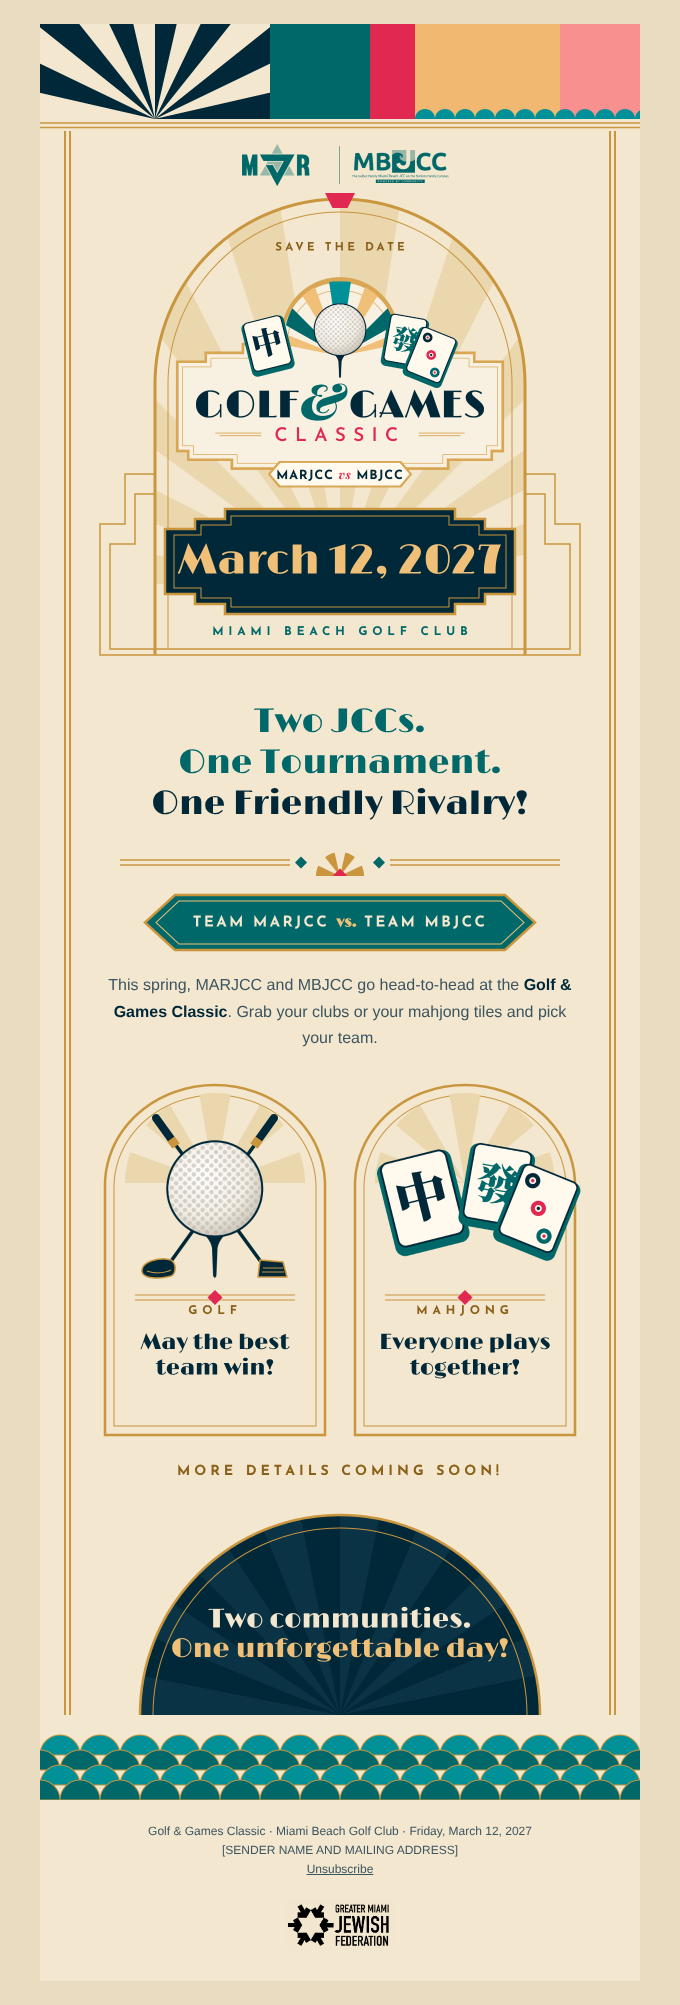 MAR
MBJCC
SAVE THE DATE
中
發
GOLF & GAMES
CLASSIC
MARJCC vs MBJCC
March 12, 2027
MIAMI BEACH GOLF CLUB
Two JCCs.
One Tournament.
One Friendly Rivalry!
TEAM MARJCC vs. TEAM MBJCC
This spring, MARJCC and MBJCC go head-to-head at the Golf &
Games Classic. Grab your clubs or your mahjong tiles and pick
your team.
中
發
GOLF
MAHJONG
May the best
team win!
Everyone plays
together!
MORE DETAILS COMING SOON!
Two communities.
One unforgettable day!
Golf & Games Classic · Miami Beach Golf Club · Friday, March 12, 2027
[SENDER NAME AND MAILING ADDRESS]
Unsubscribe
GREATER MIAMI
JEWISH
FEDERATION